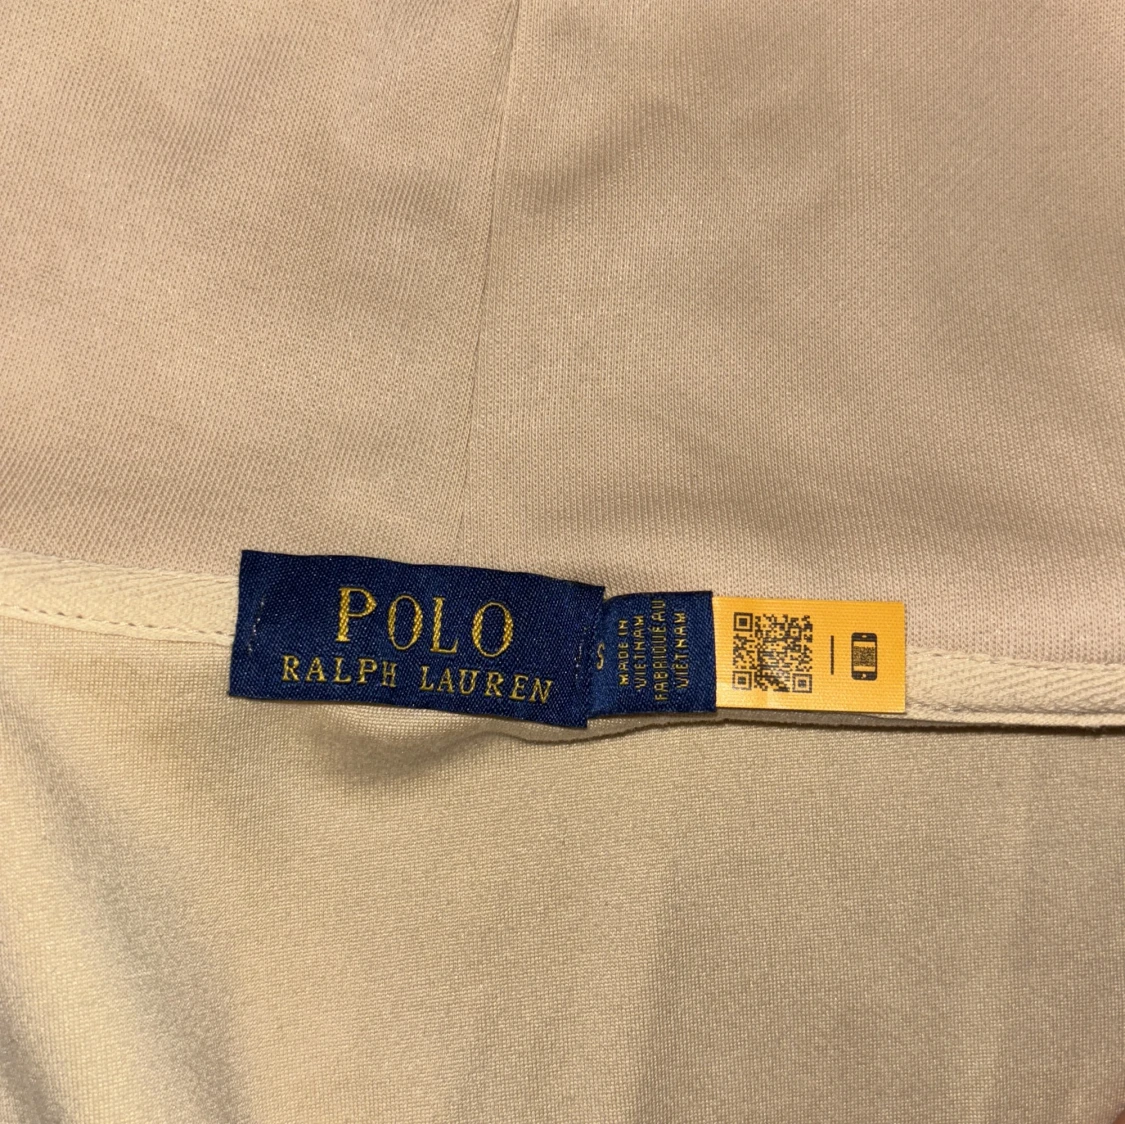 POLO
RALPH LAUREN
S
MADE IN
VIETNAM
FABRIQUE AU
VIETNAM